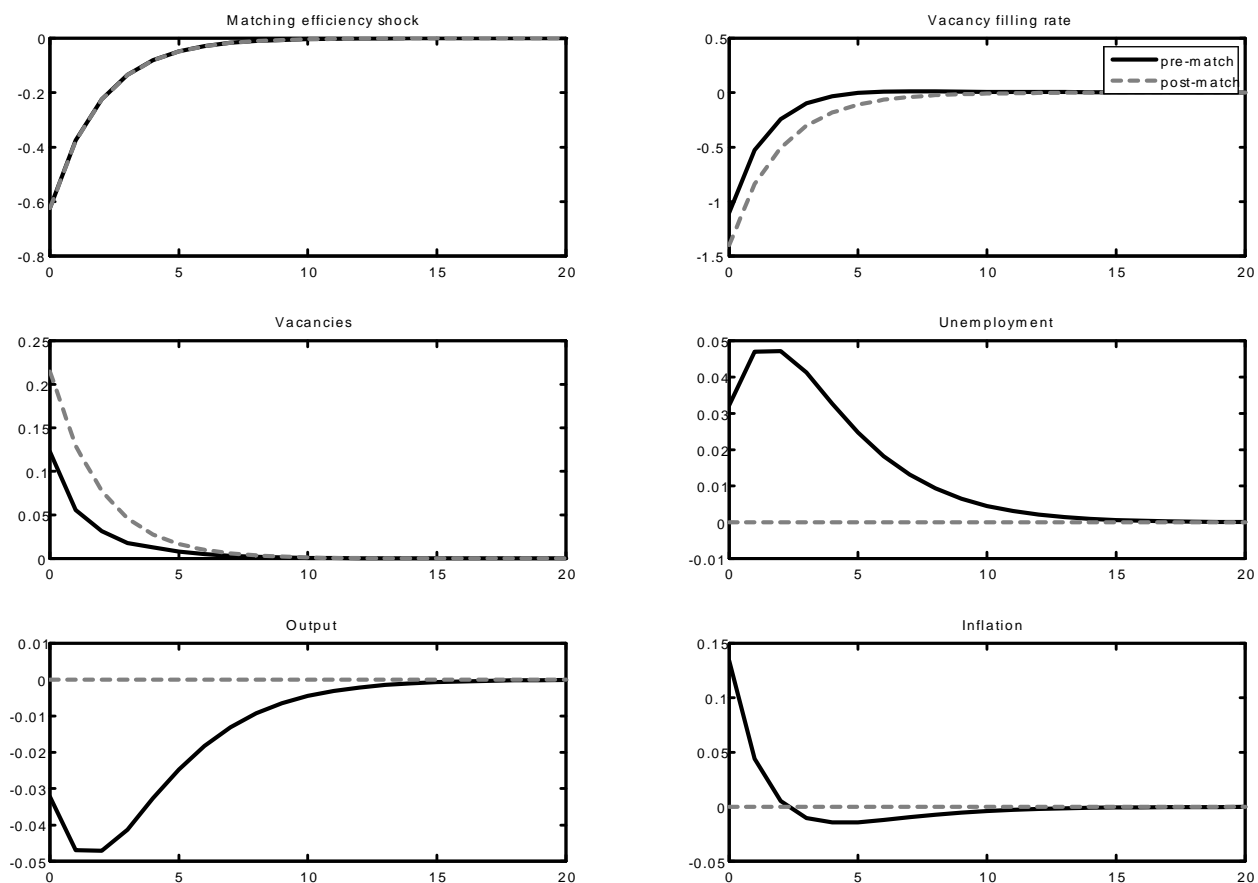 Matching efficiency shock
0
-0.2
-0.4
-0.6
-0.8
0 5 10 15 20
Vacancy filling rate
0.5
0
-0.5
-1
-1.5
0 5 10 15 20
pre-match
post-match
Vacancies
0.25
0.2
0.15
0.1
0.05
0
0 5 10 15 20
Unemployment
0.05
0.04
0.03
0.02
0.01
0
-0.01
0 5 10 15 20
Output
0.01
0
-0.01
-0.02
-0.03
-0.04
-0.05
0 5 10 15 20
Inflation
0.15
0.1
0.05
0
-0.05
0 5 10 15 20